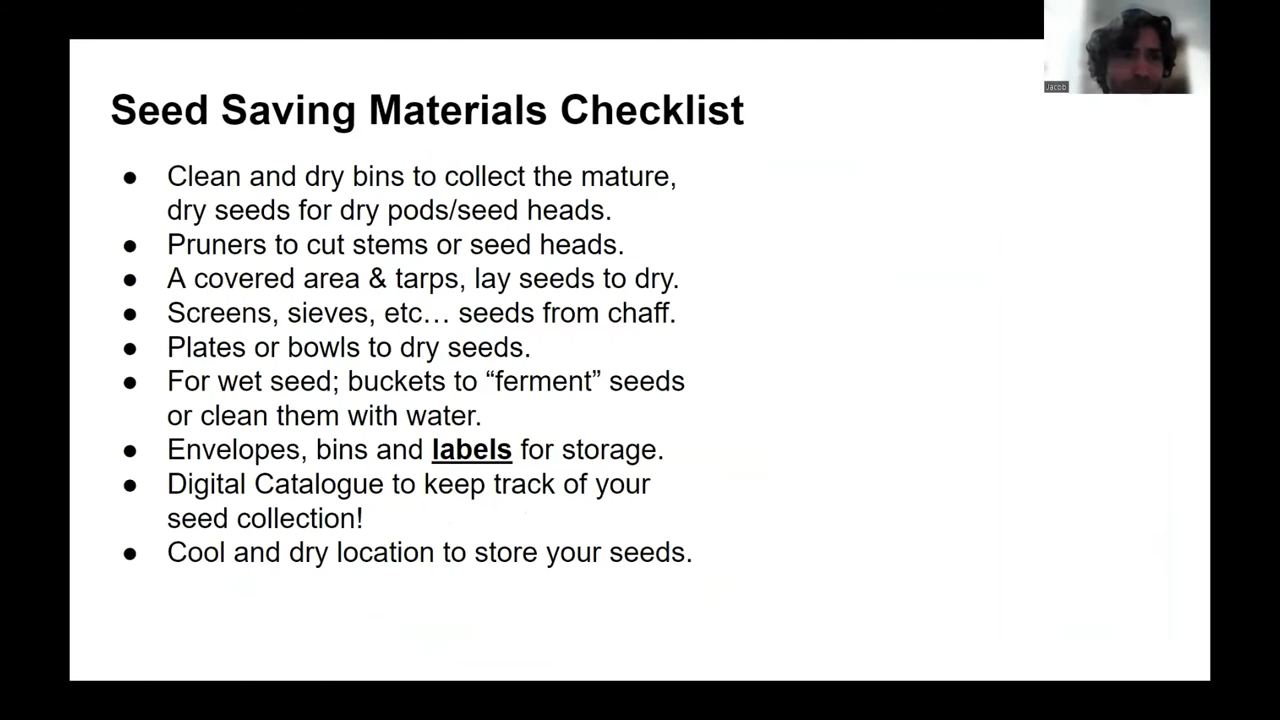 Jacob
Seed Saving Materials Checklist
● Clean and dry bins to collect the mature,
dry seeds for dry pods/seed heads.
● Pruners to cut stems or seed heads.
● A covered area & tarps, lay seeds to dry.
● Screens, sieves, etc… seeds from chaff.
● Plates or bowls to dry seeds.
● For wet seed; buckets to “ferment” seeds
or clean them with water.
● Envelopes, bins and labels for storage.
● Digital Catalogue to keep track of your
seed collection!
● Cool and dry location to store your seeds.